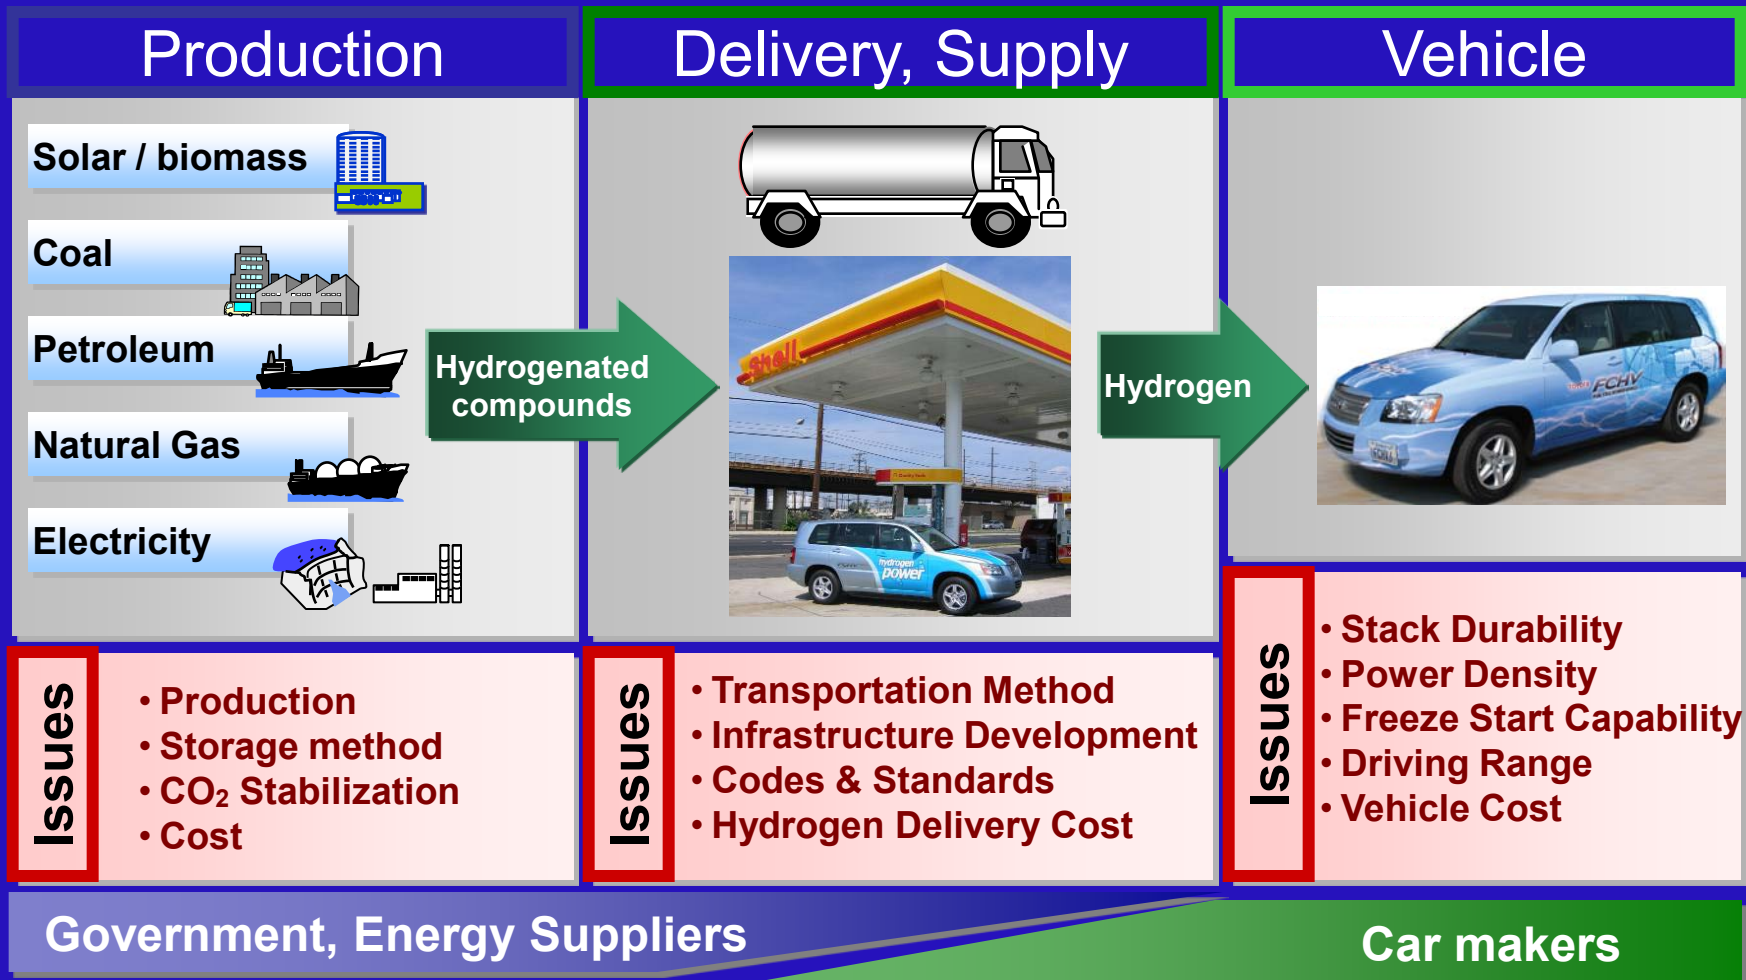 Production
Delivery, Supply
Vehicle
Solar / biomass
Coal
Petroleum
Natural Gas
Electricity
Hydrogenated
compounds
Shell
hydrogen
power
Hydrogen
FCHV
Issues
• Production
• Storage method
• CO₂ Stabilization
• Cost
Issues
• Transportation Method
• Infrastructure Development
• Codes & Standards
• Hydrogen Delivery Cost
Issues
• Stack Durability
• Power Density
• Freeze Start Capability
• Driving Range
• Vehicle Cost
Government, Energy Suppliers
Car makers